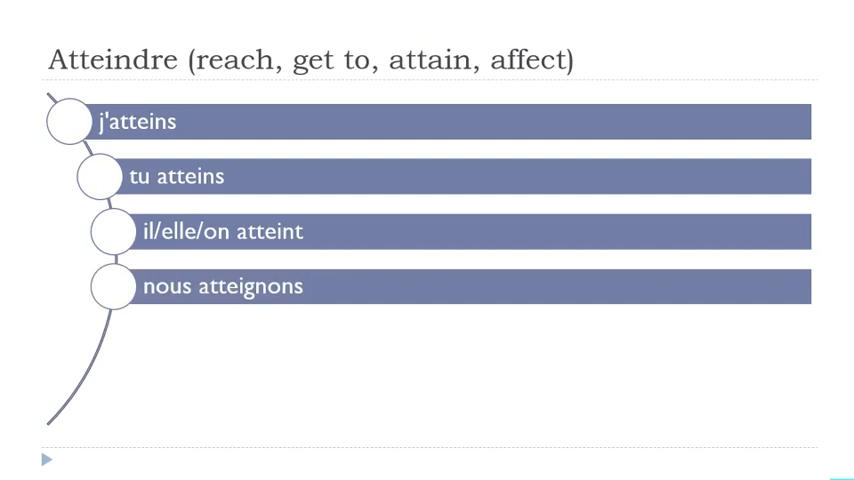 Atteindre (reach, get to, attain, affect)
j'atteins
tu atteins
il/elle/on atteint
nous atteignons